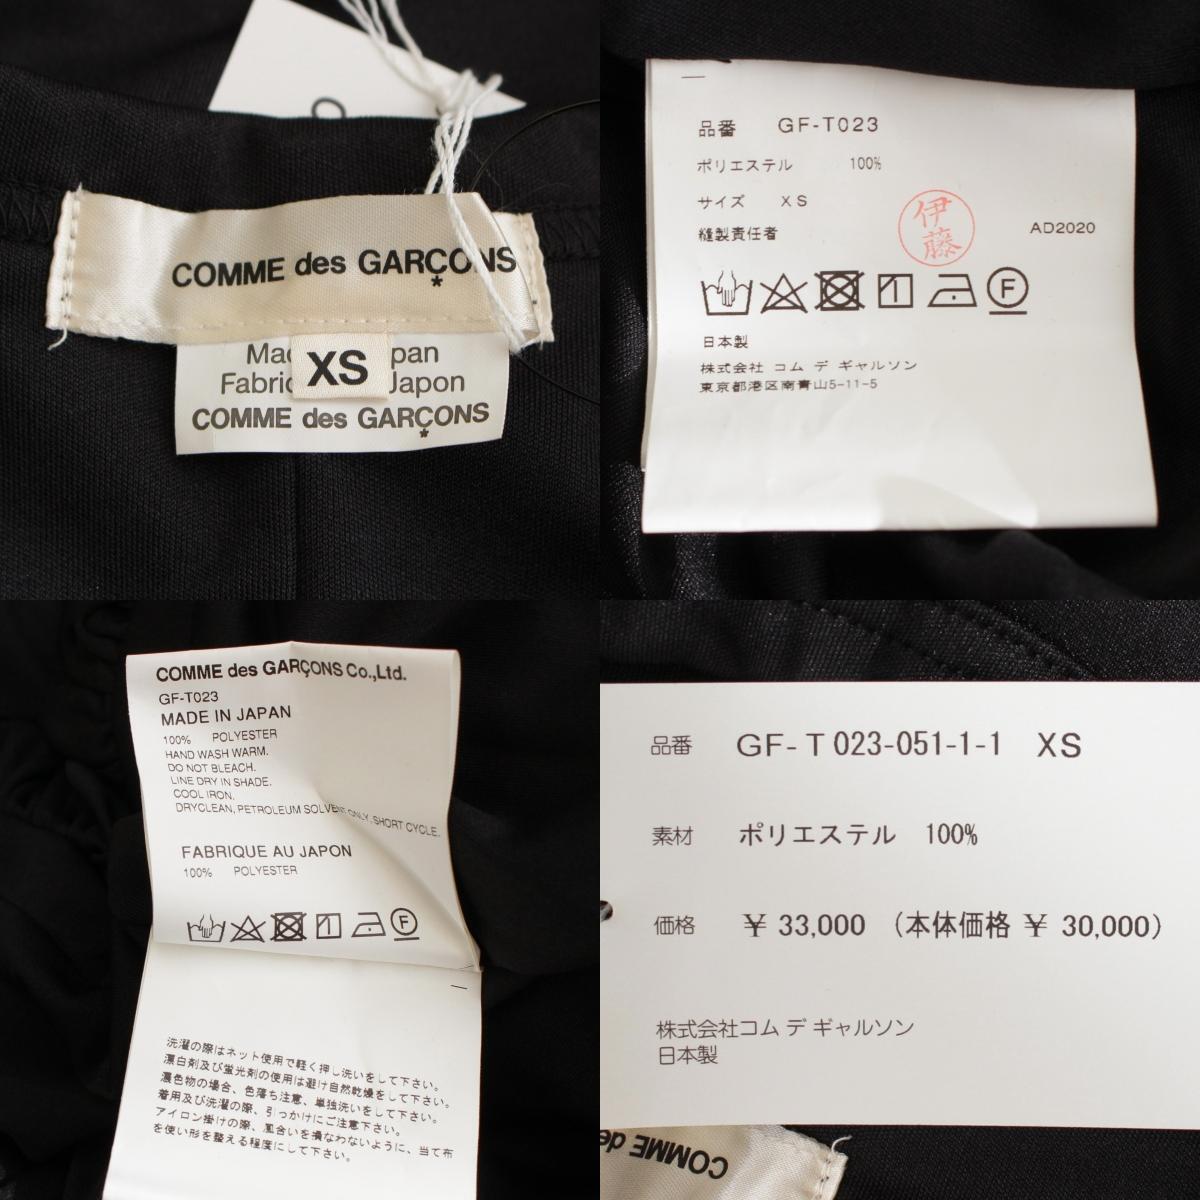 COMME des GARÇONS
*
XS
COMME des GARÇONS
*
品番 GF-T023
ポリエステル 100%
サイズ XS
縫製責任者 伊藤 AD2020
日本製
株式会社 コム デ ギャルソン
東京都港区南青山5-11-5
COMME des GARÇONS Co.,Ltd.
GF-T023
MADE IN JAPAN
100% POLYESTER
HAND WASH WARM.
DO NOT BLEACH.
LINE DRY IN SHADE.
COOL IRON.
DRYCLEAN, PETROLEUM SOLVENT ONLY, SHORT CYCLE.
FABRIQUE AU JAPON
100% POLYESTER
洗濯の際はネット使用で軽く押し洗いをして下さい。
漂白剤及び蛍光剤の使用は避け自然乾燥をして下さい。
濃色物の場合、色落ち注意、単独洗いをして下さい。
着用及び洗濯の際、引っかけにご注意下さい。
アイロン掛けの際、風合いを損なわないように、当て布
を使い形を整える程度にして下さい。
品番 GF-T023-051-1-1 XS
素材 ポリエステル 100%
価格 ¥ 33,000 (本体価格 ¥ 30,000)
株式会社コム デ ギャルソン
日本製
COMME de